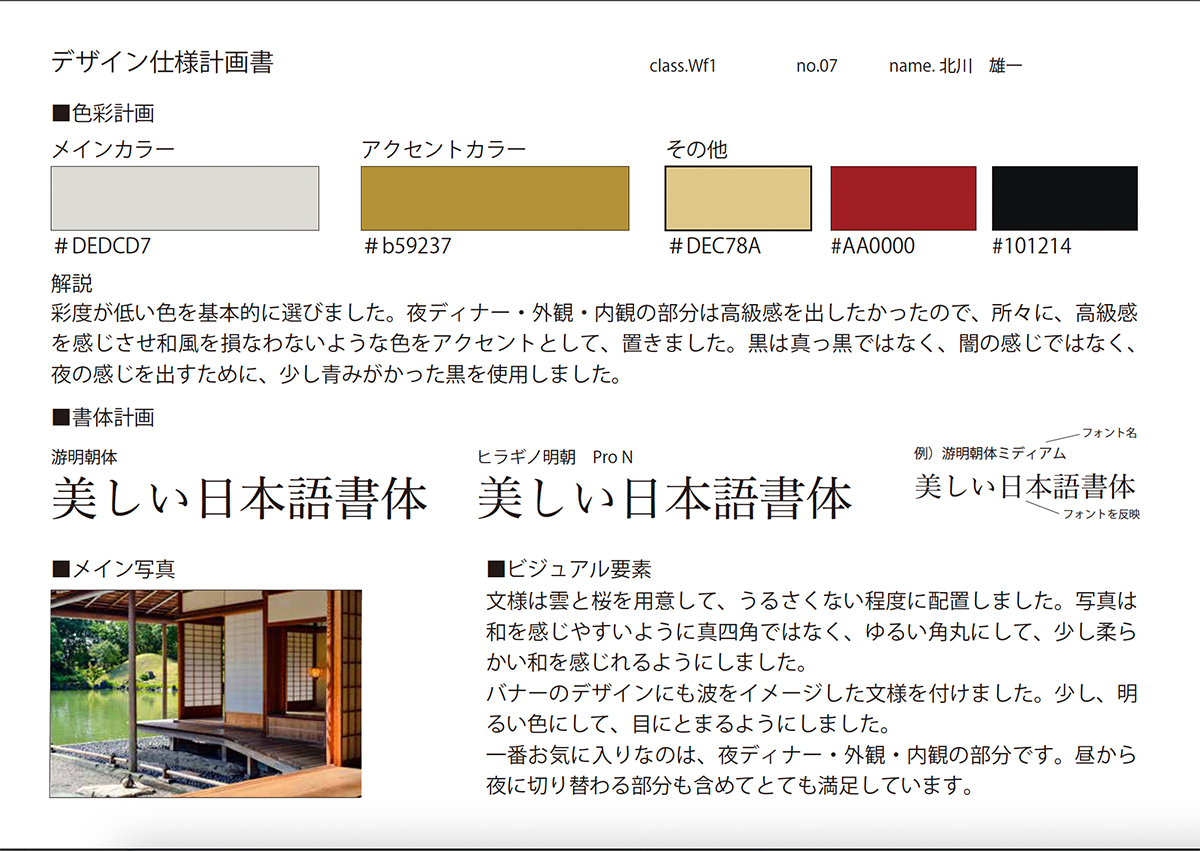 デザイン仕様計画書 class.Wf1 no.07 name. 北川 雄一
■色彩計画
メインカラー アクセントカラー その他
#DEDCD7 #b59237 #DEC78A #AA0000 #101214
解説
彩度が低い色を基本的に選びました。夜ディナー・外観・内観の部分は高級感を出したかったので、所々に、高級感
を感じさせ和風を損なわないような色をアクセントとして、置きました。黒は真っ黒ではなく、闇の感じではなく、
夜の感じを出すために、少し青みがかった黒を使用しました。
■書体計画
游明朝体
美しい日本語書体
ヒラギノ明朝 Pro N
美しい日本語書体
フォント名
例）游明朝体ミディアム
美しい日本語書体
フォントを反映
■メイン写真
■ビジュアル要素
文様は雲と桜を用意して、うるさくない程度に配置しました。写真は
和を感じやすいように真四角ではなく、ゆるい角丸にして、少し柔ら
かい和を感じれるようにしました。
バナーのデザインにも波をイメージした文様を付けました。少し、明
るい色にして、目にとまるようにしました。
一番お気に入りなのは、夜ディナー・外観・内観の部分です。昼から
夜に切り替わる部分も含めてとても満足しています。